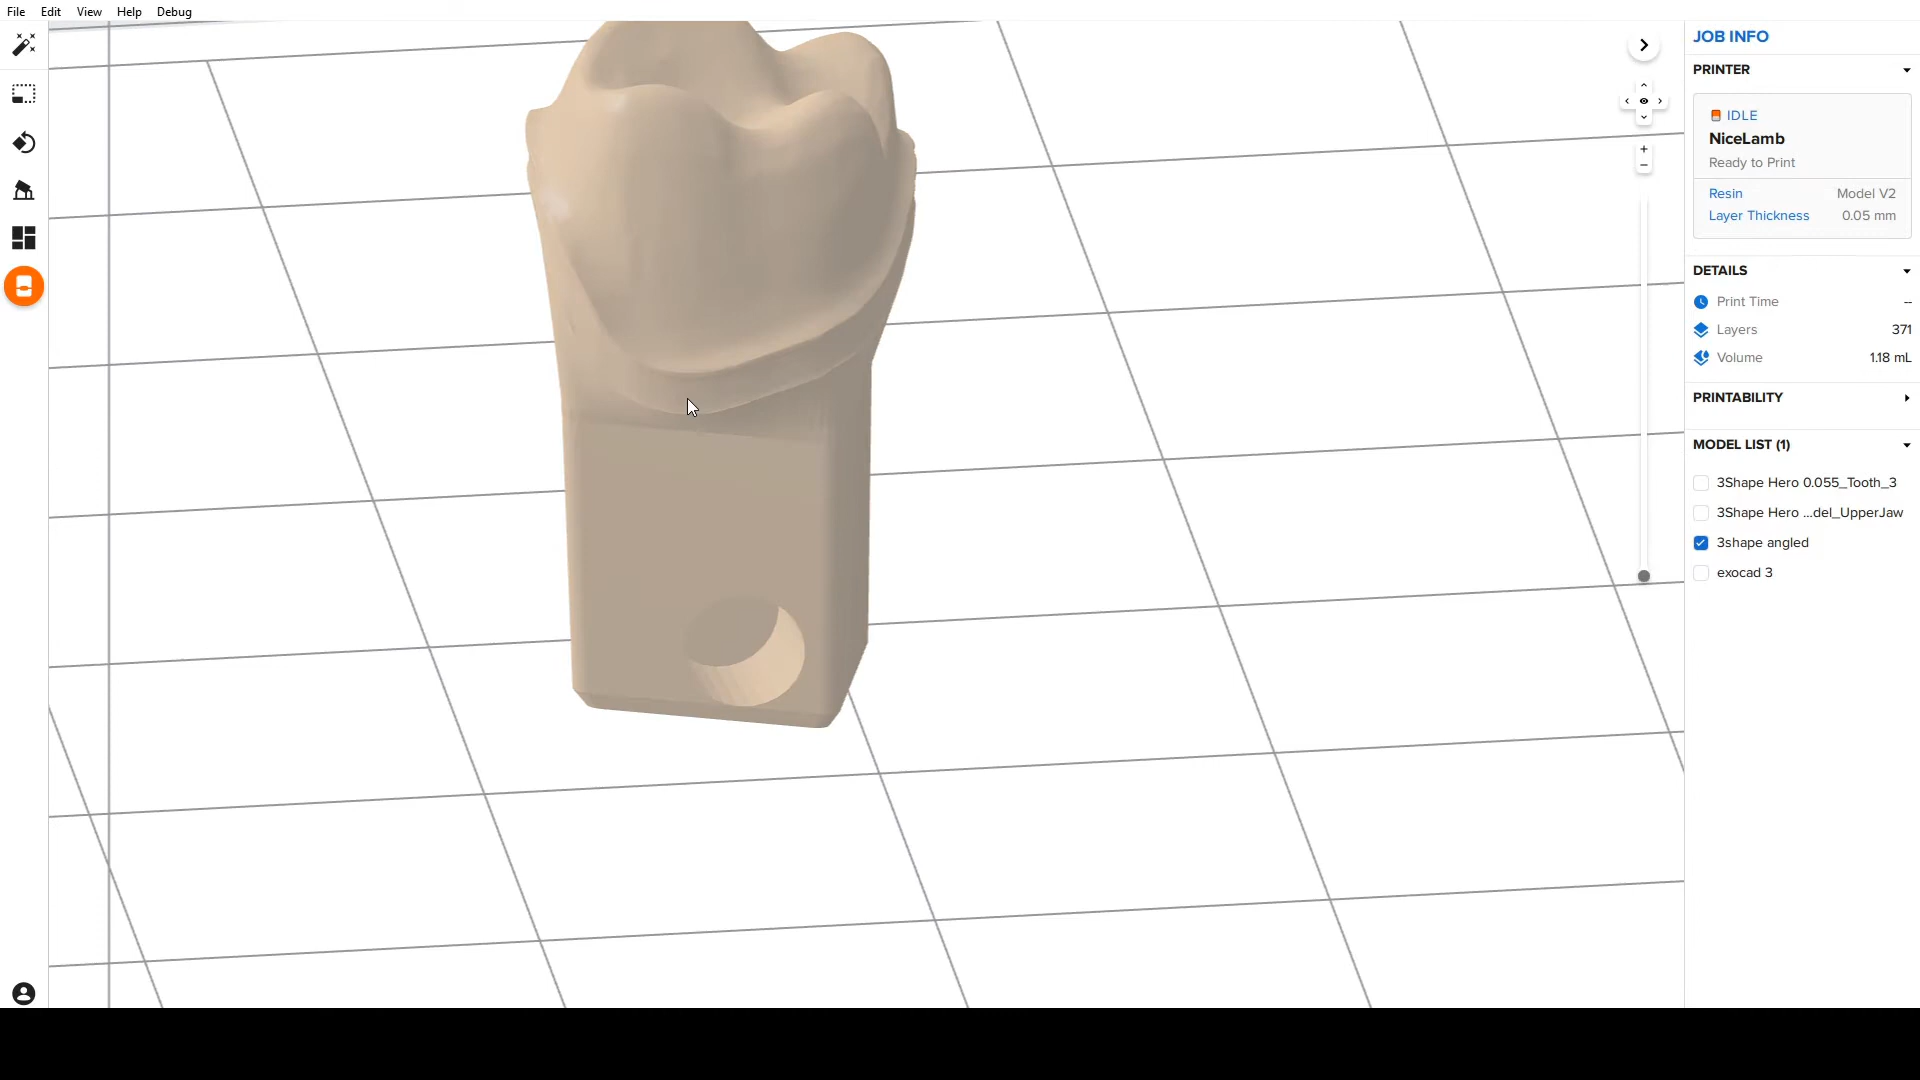 File Edit View Help Debug
JOB INFO
PRINTER
IDLE
NiceLamb
Ready to Print
Resin Model V2
Layer Thickness 0.05 mm
DETAILS
Print Time --
Layers 371
Volume 1.18 mL
PRINTABILITY
MODEL LIST (1)
3Shape Hero 0.055_Tooth_3
3Shape Hero ...del_UpperJaw
3shape angled
exocad 3